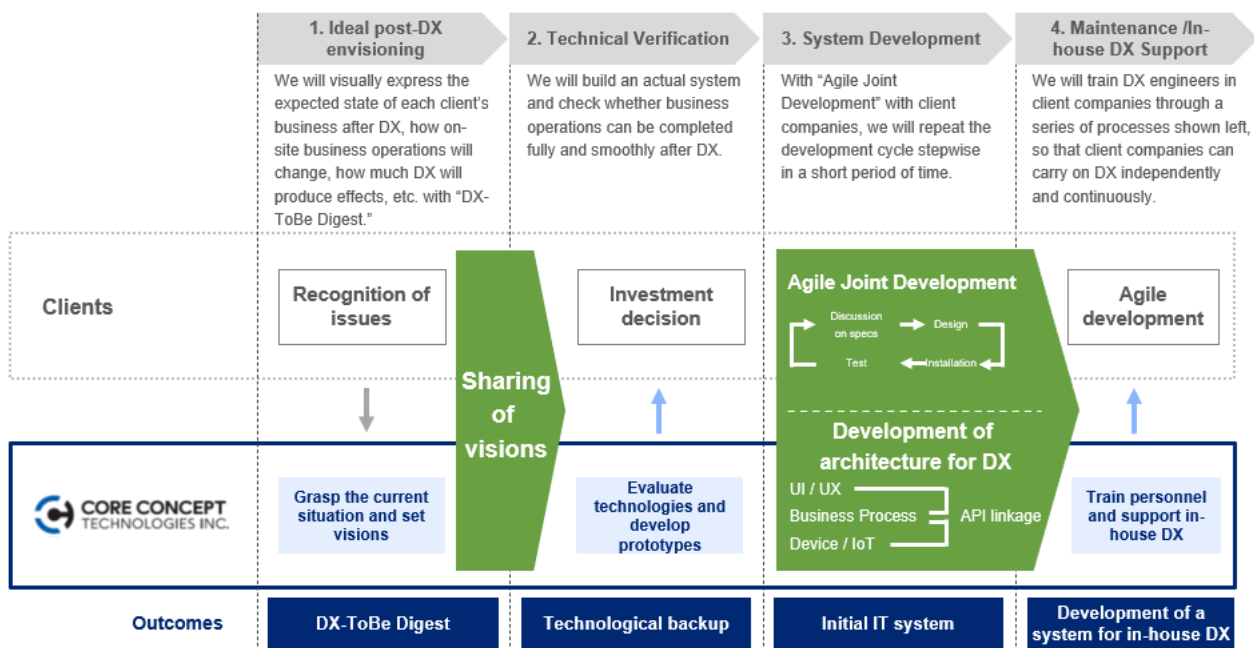 1. Ideal post-DX
envisioning
2. Technical Verification
3. System Development
4. Maintenance /In-
house DX Support
We will visually express the
expected state of each client's
business after DX, how on-
site business operations will
change, how much DX will
produce effects, etc. with “DX-
ToBe Digest.”
We will build an actual system
and check whether business
operations can be completed
fully and smoothly after DX.
With “Agile Joint
Development” with client
companies, we will repeat the
development cycle stepwise
in a short period of time.
We will train DX engineers in
client companies through a
series of processes shown left,
so that client companies can
carry on DX independently
and continuously.
Clients
Recognition of
issues
Sharing
of
visions
Investment
decision
Agile Joint Development
Discussion
on specs
Design
Test
Installation
Agile
development
CORE CONCEPT
TECHNOLOGIES INC.
Grasp the current
situation and set
visions
Evaluate
technologies and
develop
prototypes
Development of
architecture for DX
UI / UX
Business Process
API linkage
Device / IoT
Train personnel
and support in-
house DX
Outcomes
DX-ToBe Digest
Technological backup
Initial IT system
Development of a
system for in-house DX